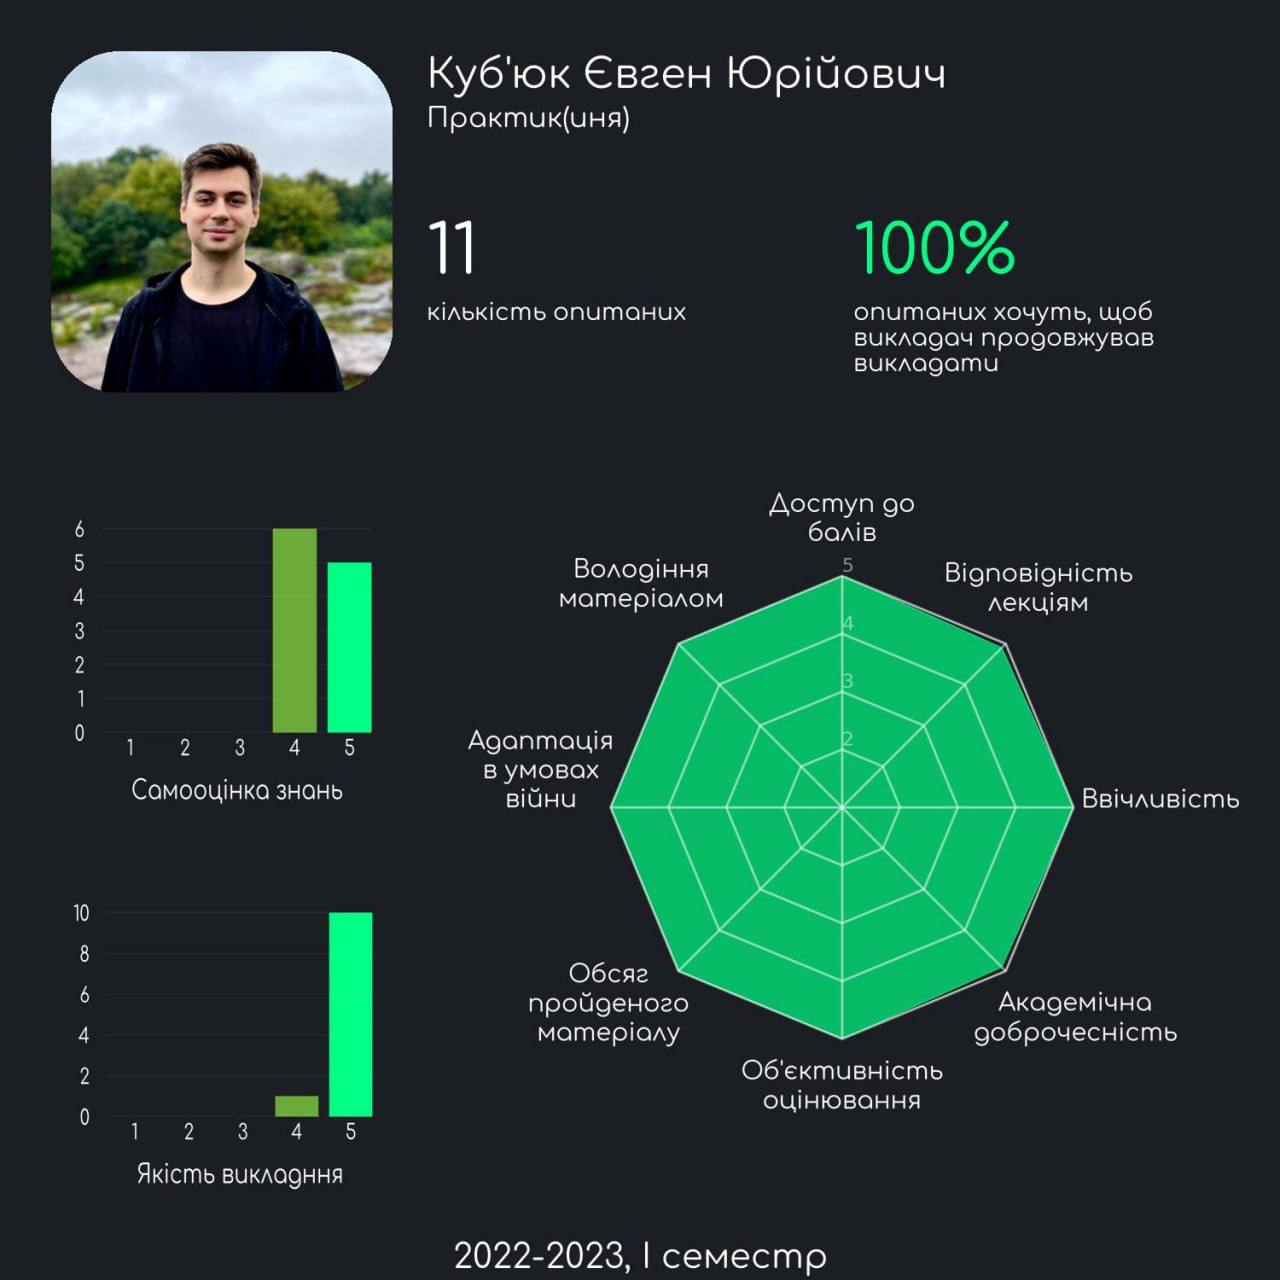 Куб'юк Євген Юрійович
Практик(иня)
11
кількість опитаних
100%
опитаних хочуть, щоб
викладач продовжував
викладати
6
5
4
3
2
1
0
1 2 3 4 5
Самооцінка знань
10
8
6
4
2
0
1 2 3 4 5
Якість викладння
Доступ до
балів
Відповідність
лекціям
Ввічливість
Академічна
доброчесність
Об'єктивність
оцінювання
Обсяг
пройденого
матеріалу
Адаптація
в умовах
війни
Володіння
матеріалом
5
4
3
2
2022-2023, І семестр